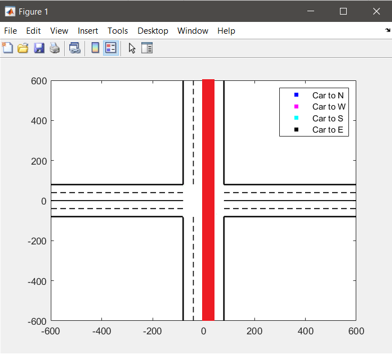 Figure 1
File Edit View Insert Tools Desktop Window Help
600
400
200
0
-200
-400
-600
-600 -400 -200 0 200 400 600
Car to N
Car to W
Car to S
Car to E